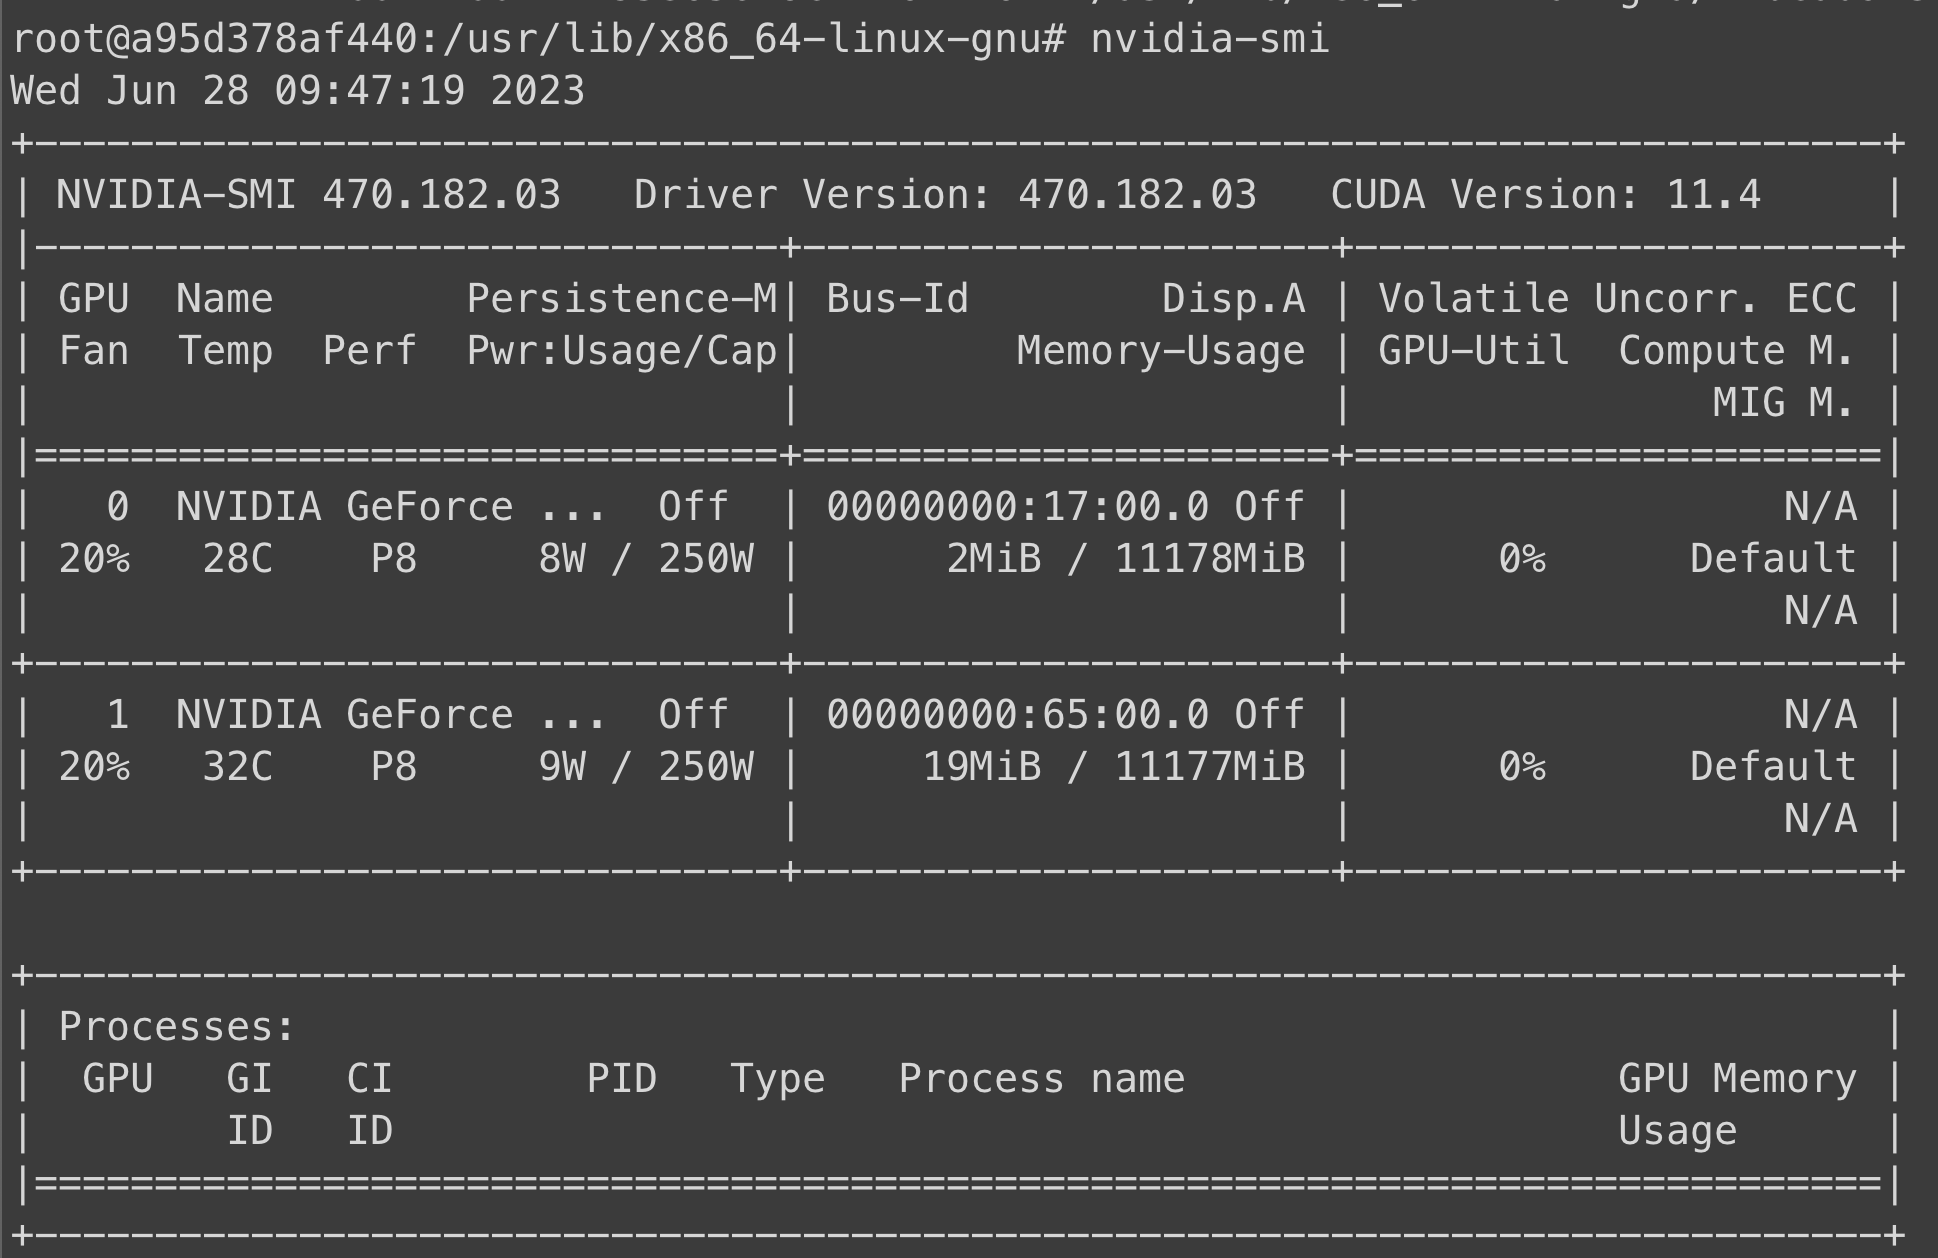 root@a95d378af440:/usr/lib/x86_64-linux-gnu# nvidia-smi
Wed Jun 28 09:47:19 2023
+-----------------------------------------------------------------------------+
| NVIDIA-SMI 470.182.03   Driver Version: 470.182.03   CUDA Version: 11.4     |
|-------------------------------+----------------------+----------------------+
| GPU  Name        Persistence-M| Bus-Id        Disp.A | Volatile Uncorr. ECC |
| Fan  Temp  Perf  Pwr:Usage/Cap|         Memory-Usage | GPU-Util  Compute M. |
|                               |                      |               MIG M. |
|===============================+======================+======================|
|   0  NVIDIA GeForce ...  Off  | 00000000:17:00.0 Off |                  N/A |
| 20%   28C    P8     8W / 250W |      2MiB / 11178MiB |      0%      Default |
|                               |                      |                  N/A |
+-------------------------------+----------------------+----------------------+
|   1  NVIDIA GeForce ...  Off  | 00000000:65:00.0 Off |                  N/A |
| 20%   32C    P8     9W / 250W |     19MiB / 11177MiB |      0%      Default |
|                               |                      |                  N/A |
+-------------------------------+----------------------+----------------------+
+-----------------------------------------------------------------------------+
| Processes:                                                                  |
|  GPU   GI   CI        PID   Type   Process name                  GPU Memory |
|        ID   ID                                                   Usage      |
|=============================================================================|
+-----------------------------------------------------------------------------+